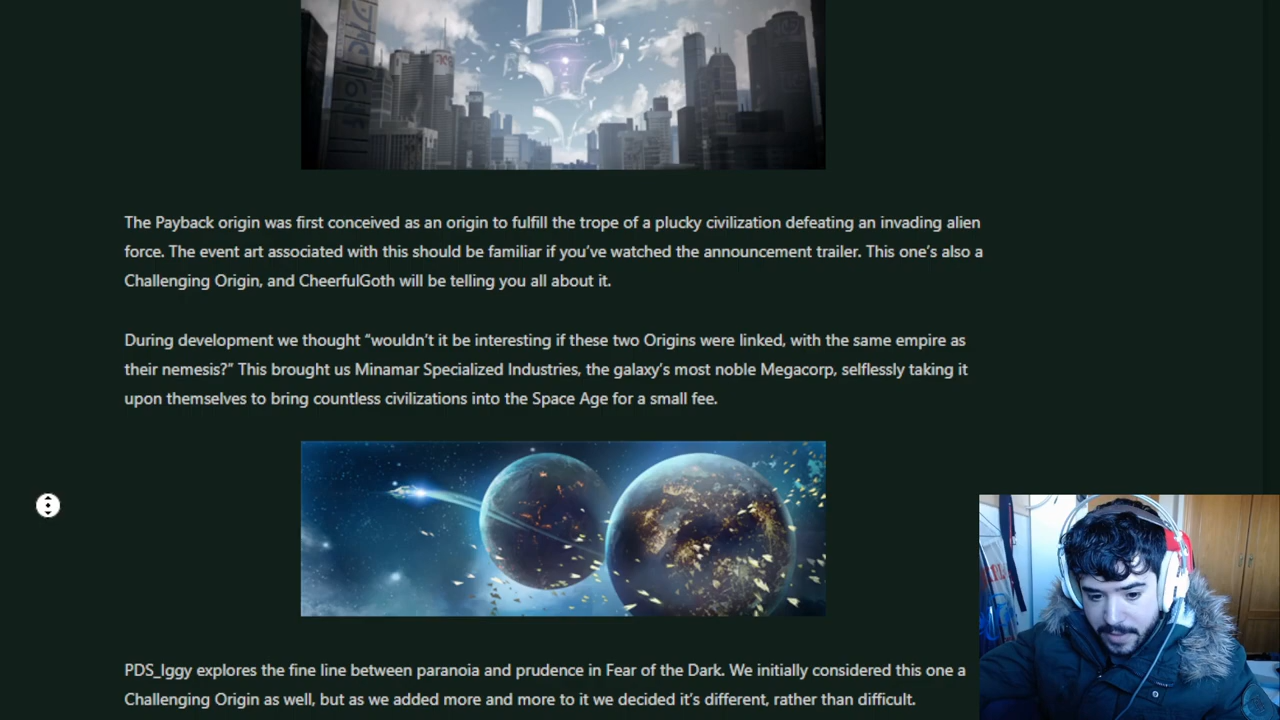 The Payback origin was first conceived as an origin to fulfill the trope of a plucky civilization defeating an invading alien
force. The event art associated with this should be familiar if you’ve watched the announcement trailer. This one’s also a
Challenging Origin, and CheerfulGoth will be telling you all about it.
During development we thought “wouldn’t it be interesting if these two Origins were linked, with the same empire as
their nemesis?” This brought us Minamar Specialized Industries, the galaxy’s most noble Megacorp, selflessly taking it
upon themselves to bring countless civilizations into the Space Age for a small fee.
PDS_Iggy explores the fine line between paranoia and prudence in Fear of the Dark. We initially considered this one a
Challenging Origin as well, but as we added more and more to it we decided it’s different, rather than difficult.